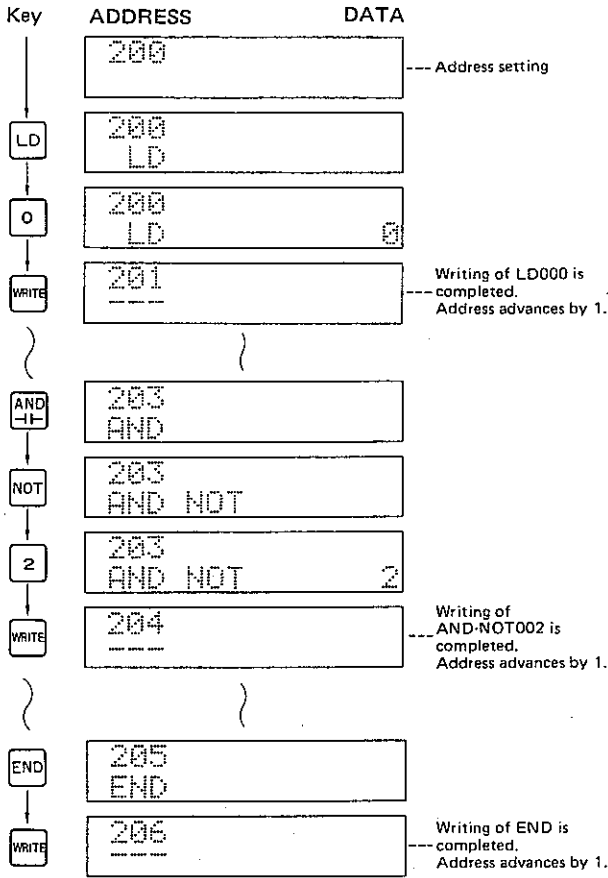 Key ADDRESS DATA
200
--- Address setting
LD
200
LD
0
200
LD 0
WRITE
201
---
Writing of LD000 is
--- completed.
Address advances by 1.
AND
203
AND
NOT
203
AND NOT
2
203
AND NOT 2
WRITE
204
---
Writing of
--- AND·NOT002 is
completed.
Address advances by 1.
END
205
END
WRITE
206
---
Writing of END is
--- completed.
Address advances by 1.